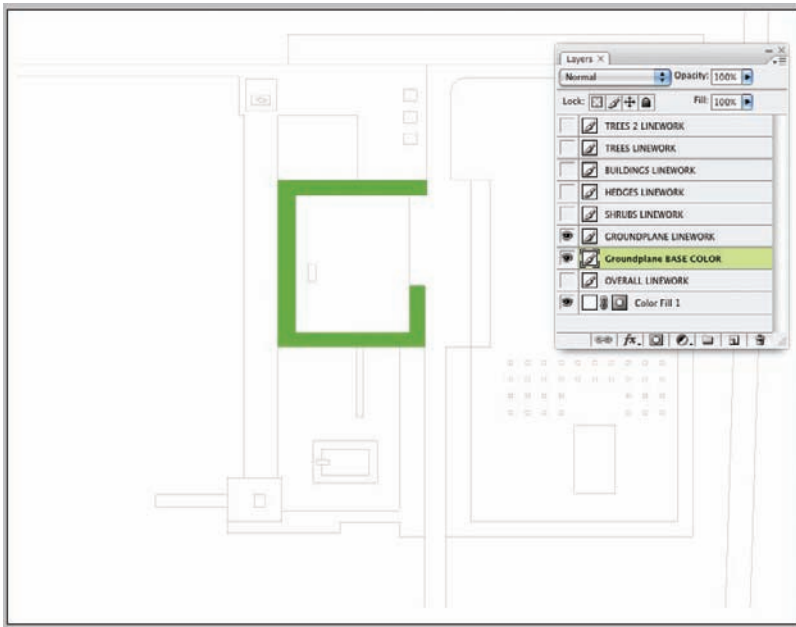 Layers ×
Normal Opacity: 100%
Lock: Fill: 100%
TREES 2 LINEWORK
TREES LINEWORK
BUILDINGS LINEWORK
HEDGES LINEWORK
SHRUBS LINEWORK
GROUNDPLANE LINEWORK
Groundplane BASE COLOR
OVERALL LINEWORK
Color Fill 1
fx.